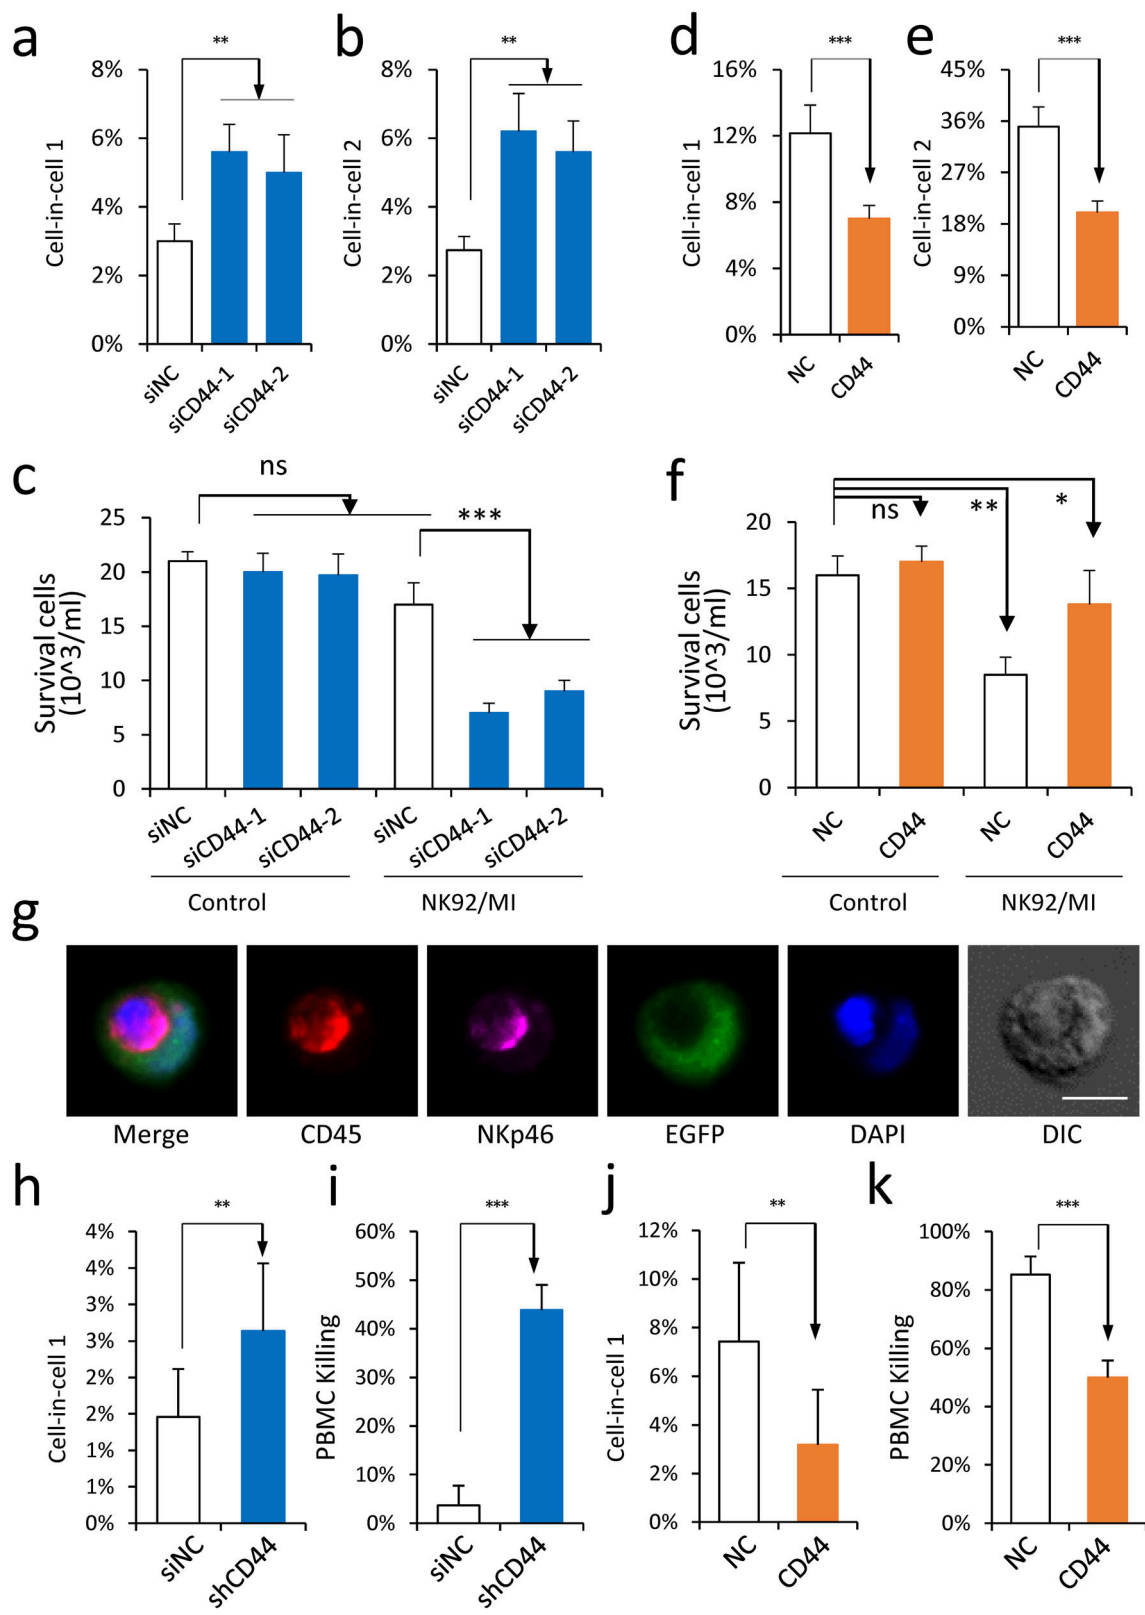 a
**
8%
6%
4%
2%
0%
Cell-in-cell 1
siNC
siCD44-1
siCD44-2
b
**
8%
6%
4%
2%
0%
Cell-in-cell 2
siNC
siCD44-1
siCD44-2
d
***
16%
12%
8%
4%
0%
Cell-in-cell 1
NC
CD44
e
***
45%
36%
27%
18%
9%
0%
Cell-in-cell 2
NC
CD44
c
ns
***
25
20
15
10
5
0
Survival cells
(10^3/ml)
siNC
siCD44-1
siCD44-2
siNC
siCD44-1
siCD44-2
Control
NK92/MI
f
ns
**
*
20
15
10
5
0
Survival cells
(10^3/ml)
NC
CD44
NC
CD44
Control
NK92/MI
g
Merge
CD45
NKp46
EGFP
DAPI
DIC
h
**
4%
4%
3%
3%
2%
2%
1%
1%
0%
Cell-in-cell 1
siNC
shCD44
i
***
60%
50%
40%
30%
20%
10%
0%
PBMC Killing
siNC
shCD44
j
**
12%
10%
8%
6%
4%
2%
0%
Cell-in-cell 1
NC
CD44
k
***
100%
80%
60%
40%
20%
0%
PBMC Killing
NC
CD44